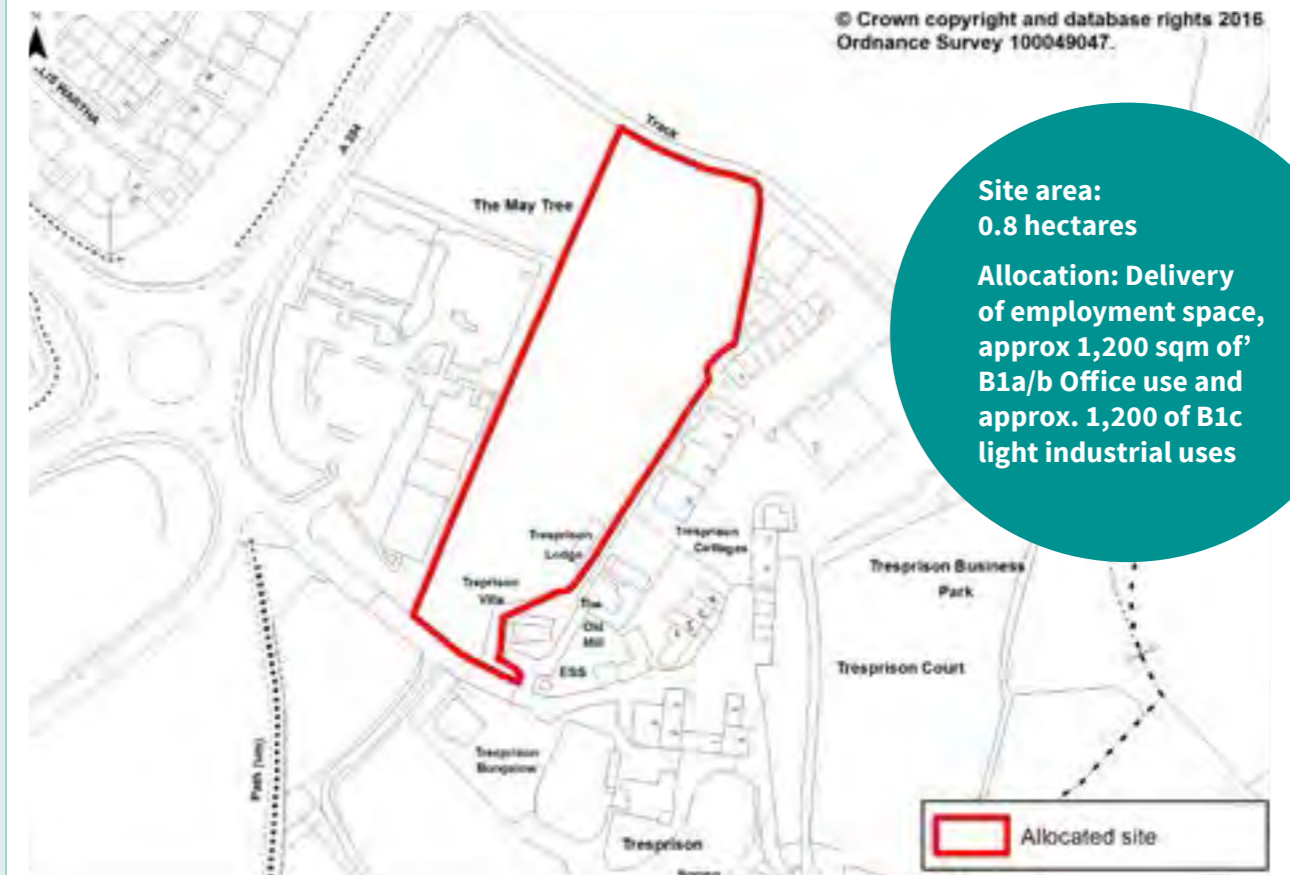 © Crown copyright and database rights 2016
Ordnance Survey 100049047.
N
LIS WARTHA
A 394
Track
The May Tree
Site area:
0.8 hectares
Allocation: Delivery
of employment space,
approx 1,200 sqm of’
B1a/b Office use and
approx. 1,200 of B1c
light industrial uses
Tresprison
Lodge
Tresprison
Cottages
Treprison
Villa
The
Old
Mill
ESS
Tresprison Business
Park
Tresprison Court
Path (um)
Tresprison
Bungalow
Tresprison
Allocated site